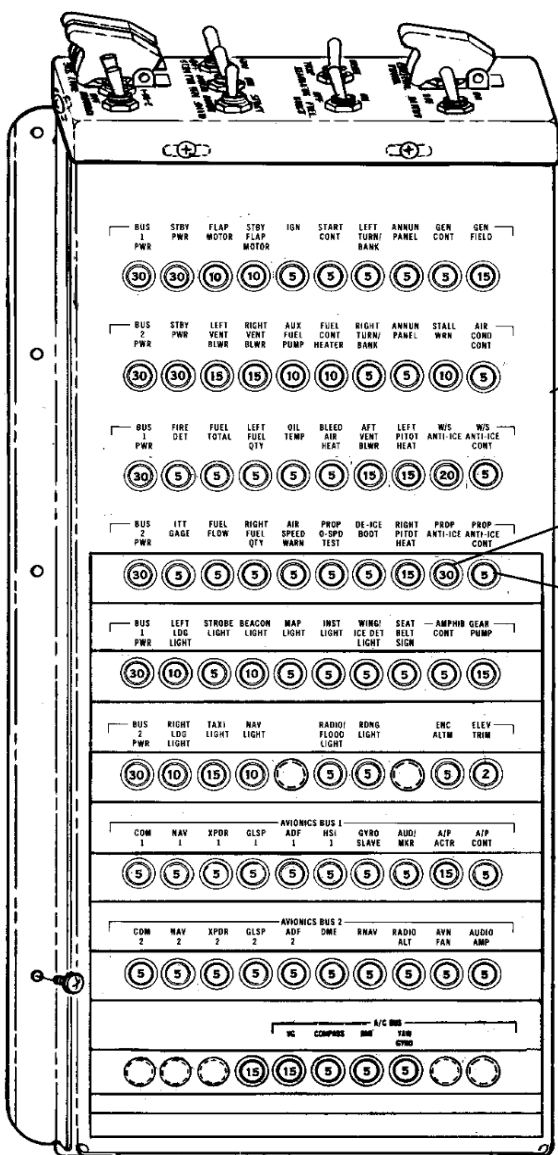 BUS STBY FLAP STBY IGN START LEFT ANNUN GEN GEN
1 PWR MOTOR FLAP CONT TURN/ PANEL CONT FIELD
PWR MOTOR BANK
30 30 10 10 5 5 5 5 5 15
BUS STBY LEFT RIGHT AUX FUEL RIGHT ANNUN STALL AIR
2 PWR VENT VENT FUEL CONT TURN/ PANEL WRN COND
PWR BLWR BLWR PUMP HEATER BANK CONT
30 30 15 15 10 10 5 5 10 5
BUS FIRE FUEL LEFT OIL BLEED AFT LEFT W/S W/S
1 DET TOTAL FUEL TEMP AIR VENT PITOT ANTI-ICE ANTI-ICE
PWR QTY HEAT BLWR HEAT CONT
30 5 5 5 5 5 15 15 20 5
BUS ITT FUEL RIGHT AIR PROP DE-ICE RIGHT PROP PROP
2 GAGE FLOW FUEL SPEED O-SPD BOOT PITOT ANTI-ICE ANTI-ICE
PWR QTY WARN TEST HEAT CONT
30 5 5 5 5 5 5 15 30 5
BUS LEFT STROBE BEACON MAP INST WING/ SEAT AMPHIB GEAR
1 LDG LIGHT LIGHT LIGHT LIGHT ICE DET BELT CONT PUMP
PWR LIGHT LIGHT SIGN
30 10 5 10 5 5 5 5 5 15
BUS RIGHT TAXI NAV RADIO/ RDNG ENC ELEV
2 LDG LIGHT LIGHT FLOOD LIGHT ALTM TRIM
PWR LIGHT LIGHT
30 10 15 10 5 5 5 2
AVIONICS BUS 1
COM NAV XPDR GLSP ADF HSI GYRO AUD/ A/P A/P
1 1 1 1 1 1 SLAVE MKR ACTR CONT
5 5 5 5 5 5 5 5 15 5
AVIONICS BUS 2
COM NAV XPDR GLSP ADF DME RNAV RADIO AVN AUDIO
2 2 2 2 2 ALT FAN AMP
5 5 5 5 5 5 5 5 5 5
A/C BUS
VG COMPASS YAW
GYRO
15 15 5 5 5